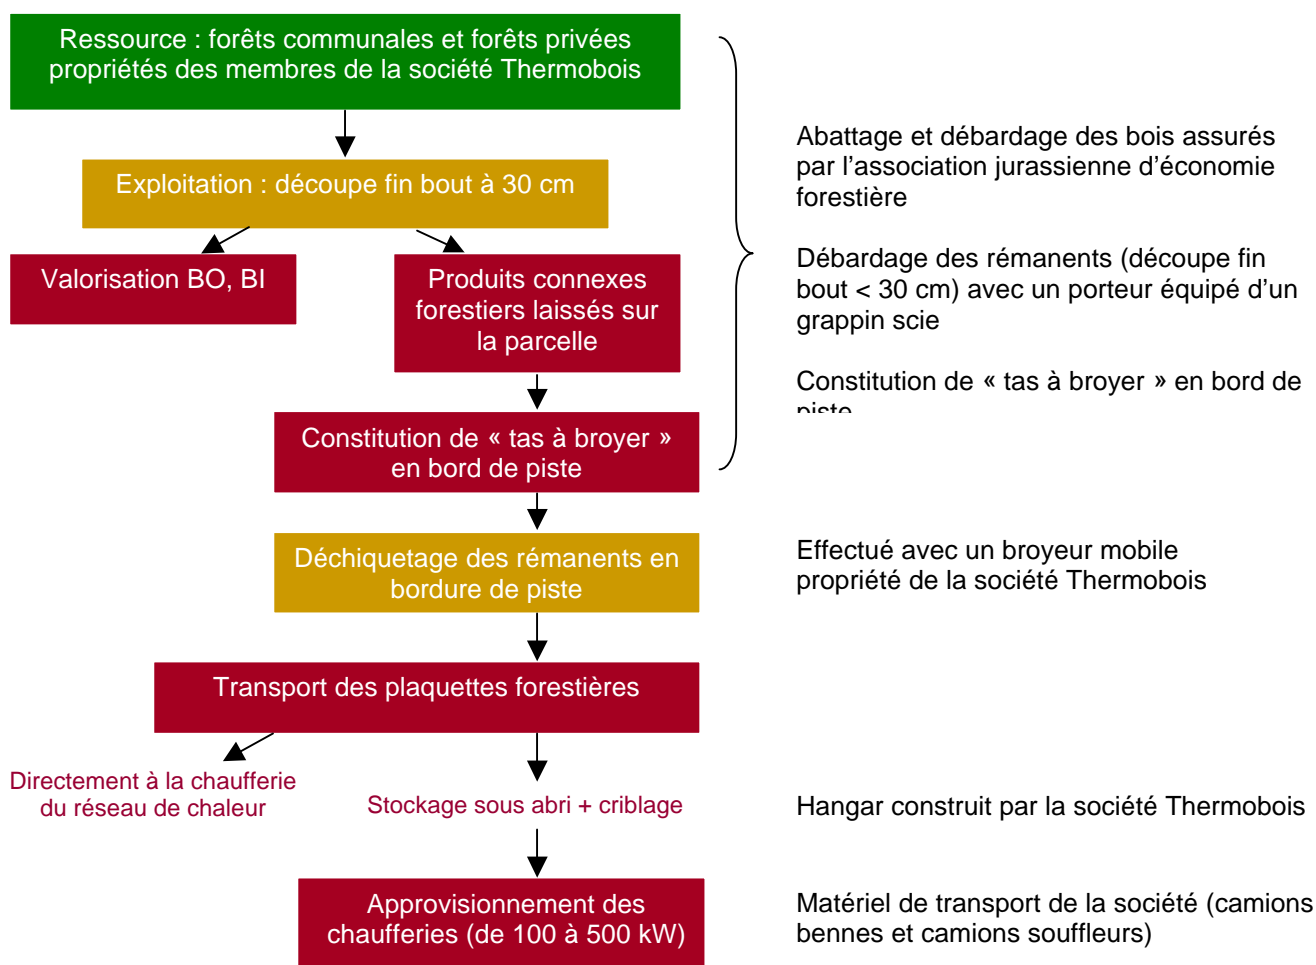 Ressource : forêts communales et forêts privées
propriétés des membres de la société Thermobois
Exploitation : découpe fin bout à 30 cm
Valorisation BO, BI
Produits connexes
forestiers laissés sur
la parcelle
Constitution de « tas à broyer »
en bord de piste
Abattage et débardage des bois assurés
par l’association jurassienne d’économie
forestière
Débardage des rémanents (découpe fin
bout < 30 cm) avec un porteur équipé d’un
grappin scie
Constitution de « tas à broyer » en bord de
piste
Déchiquetage des rémanents en
bordure de piste
Effectué avec un broyeur mobile
propriété de la société Thermobois
Transport des plaquettes forestières
Directement à la chaufferie
du réseau de chaleur
Stockage sous abri + criblage
Hangar construit par la société Thermobois
Approvisionnement des
chaufferies (de 100 à 500 kW)
Matériel de transport de la société (camions
bennes et camions souffleurs)